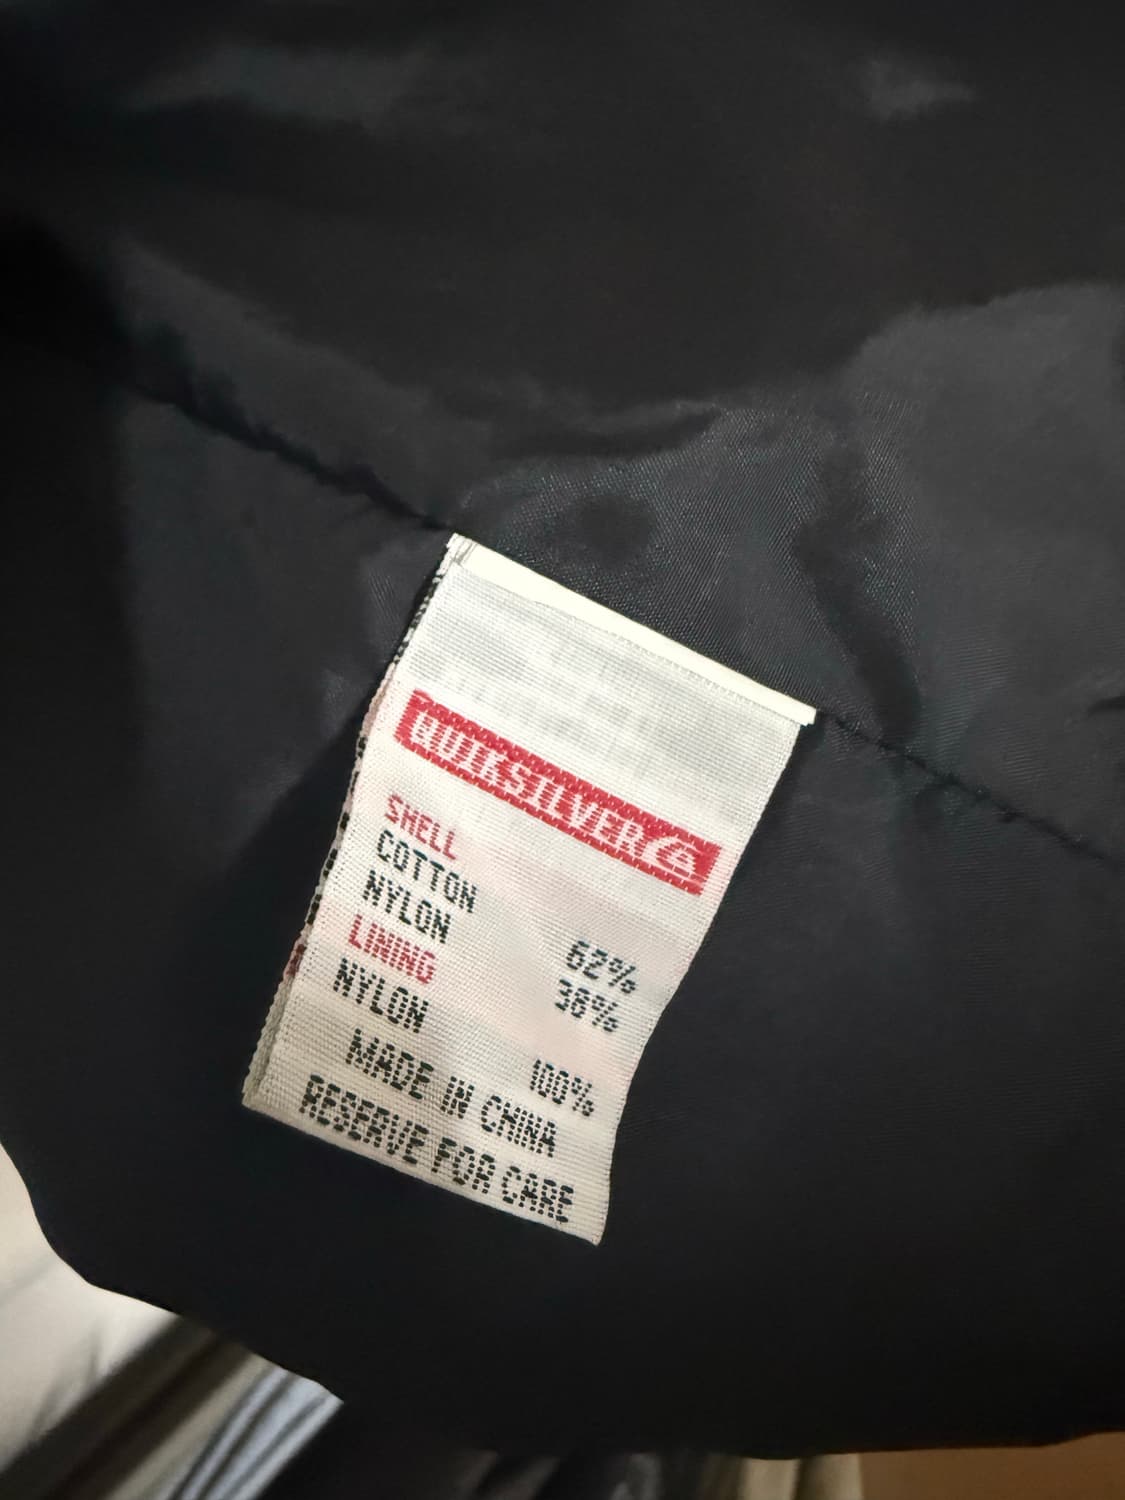 QUIKSILVER
SHELL
COTTON 62%
NYLON 38%
LINING
NYLON 100%
MADE IN CHINA
RESERVE FOR CARE